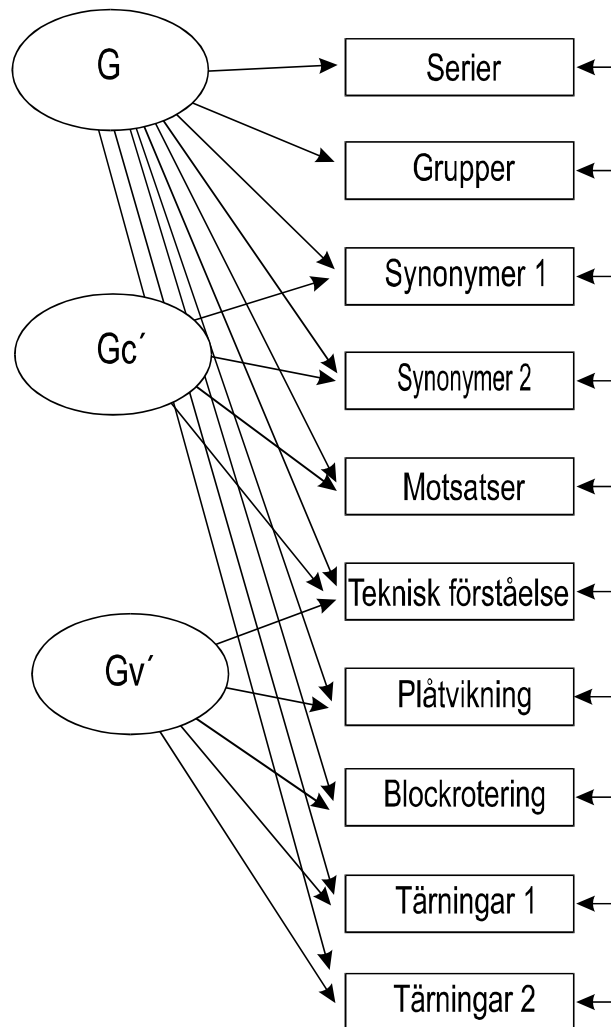 G
Serier
Grupper
Synonymer 1
Gc´
Synonymer 2
Motsatser
Teknisk förståelse
Gv´
Plåtvikning
Blockrotering
Tärningar 1
Tärningar 2